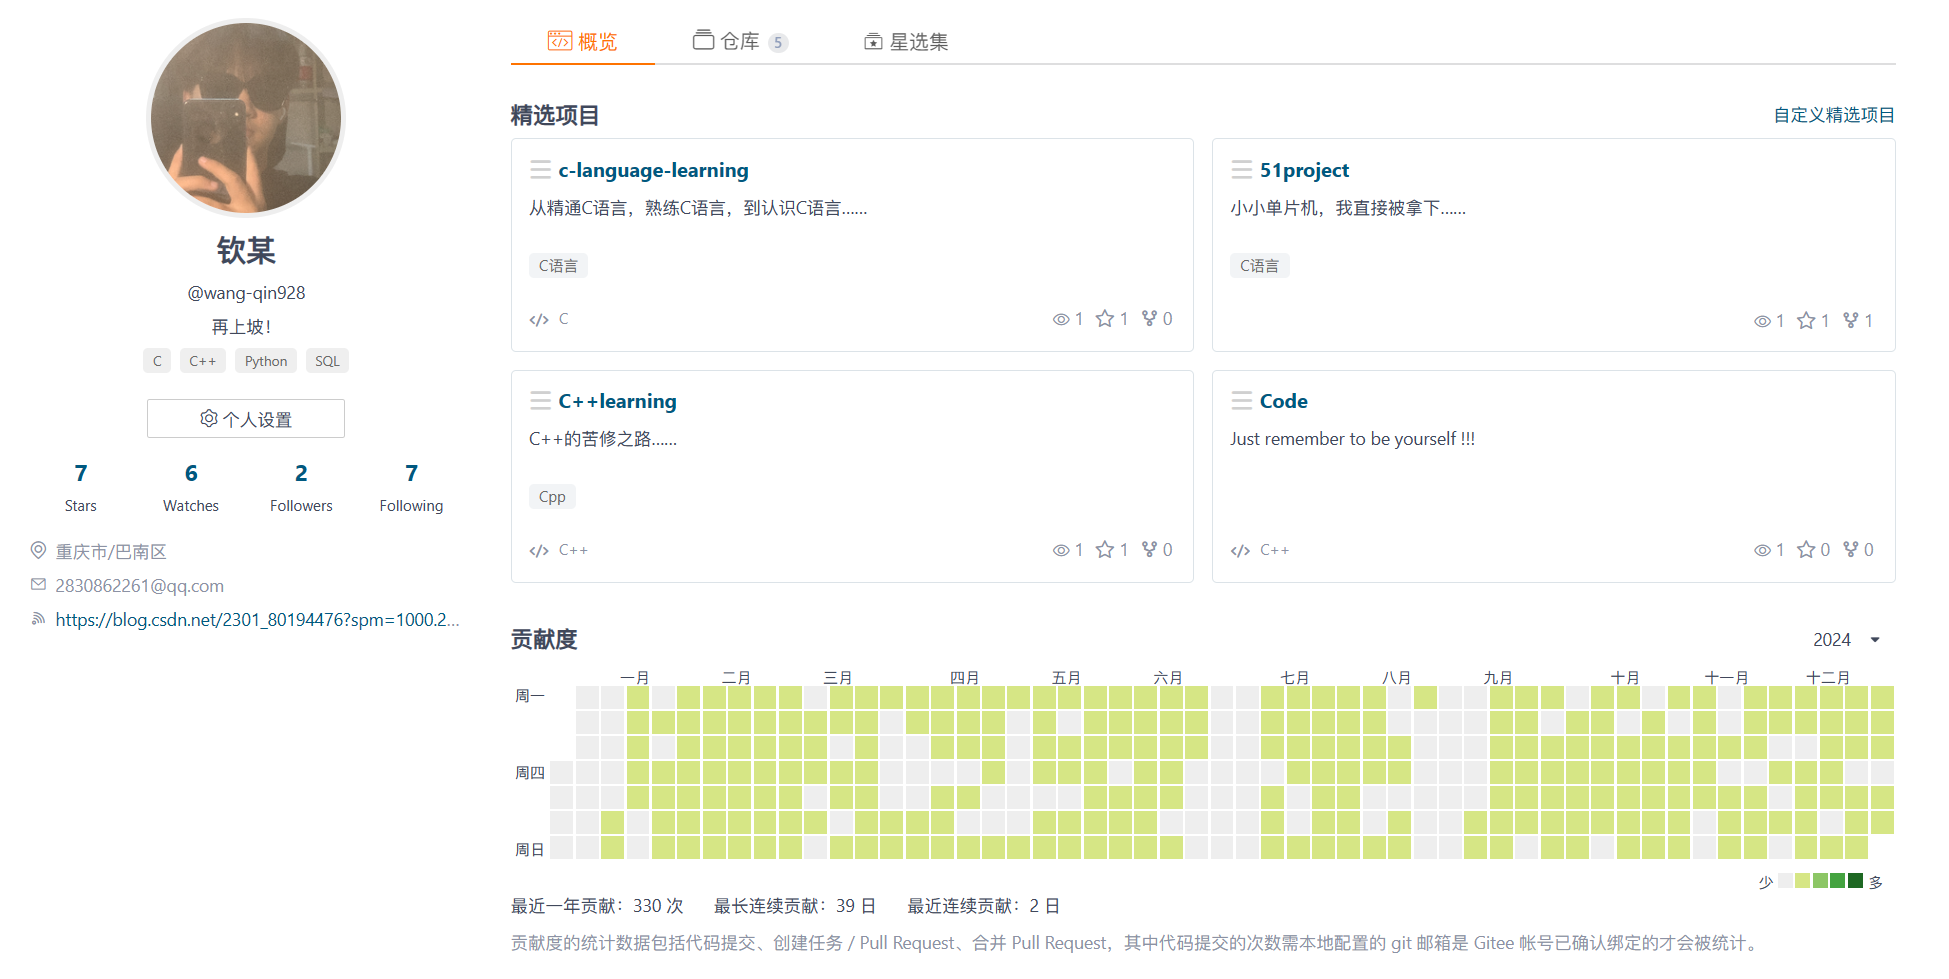 钦某
@wang-qin928
再上坡！
C C++ Python SQL
个人设置
7 6 2 7
Stars Watches Followers Following
重庆市/巴南区
2830862261@qq.com
https://blog.csdn.net/2301_80194476?spm=1000.2...
概览 仓库 5 星选集
精选项目 自定义精选项目
c-language-learning
从精通C语言，熟练C语言，到认识C语言......
C语言
C 1 1 0
51project
小小单片机，我直接被拿下......
C语言
1 1 1
C++learning
C++的苦修之路......
Cpp
C++ 1 1 0
Code
Just remember to be yourself !!!
C++ 1 0 0
贡献度 2024
一月 二月 三月 四月 五月 六月 七月 八月 九月 十月 十一月 十二月
周一
周四
周日
少 多
最近一年贡献：330 次 最长连续贡献：39 日 最近连续贡献：2 日
贡献度的统计数据包括代码提交、创建任务 / Pull Request、合并 Pull Request，其中代码提交的次数需本地配置的 git 邮箱是 Gitee 帐号已确认绑定的才会被统计。